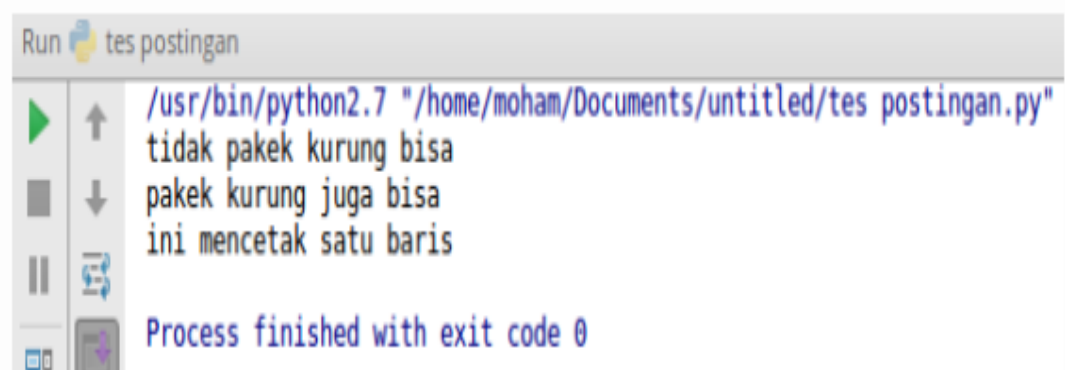 Run tes postingan
/usr/bin/python2.7 "/home/moham/Documents/untitled/tes postingan.py"
tidak pakek kurung bisa
pakek kurung juga bisa
ini mencetak satu baris
Process finished with exit code 0